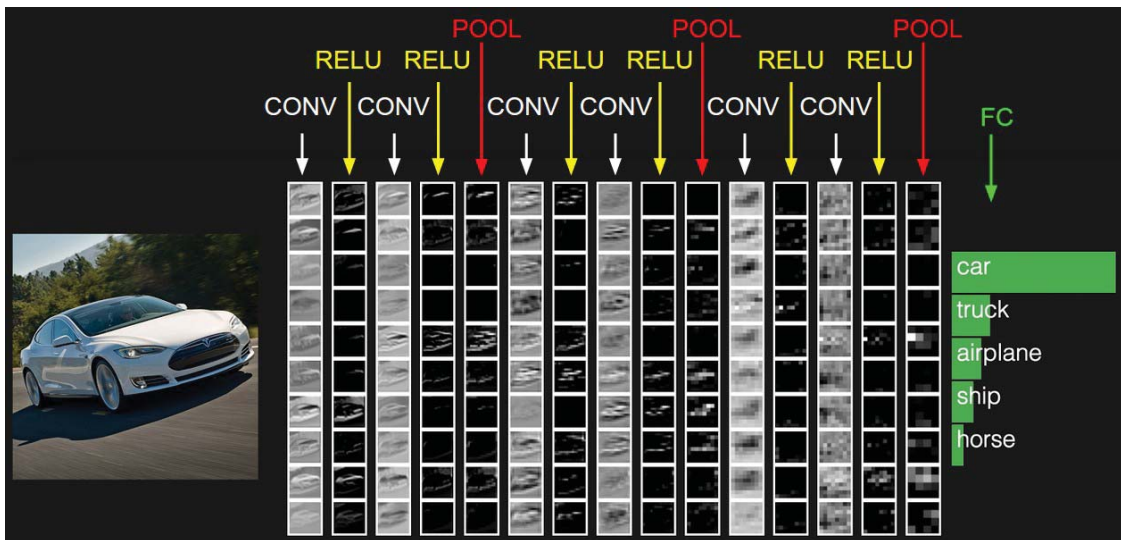 POOL POOL POOL
RELU RELU RELU RELU RELU RELU
CONV CONV CONV CONV CONV CONV
FC
car
truck
airplane
ship
horse